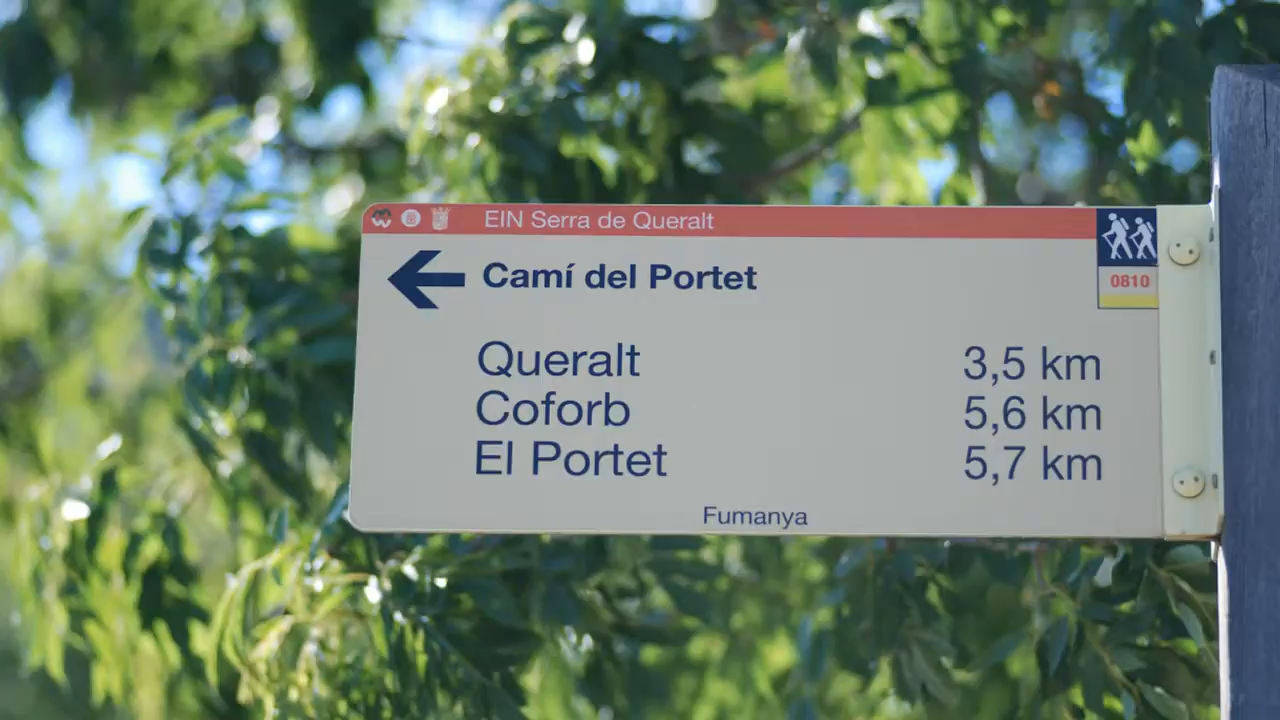 EIN Serra de Queralt
Camí del Portet
0810
Queralt 3,5 km
Coforb 5,6 km
El Portet 5,7 km
Fumanya